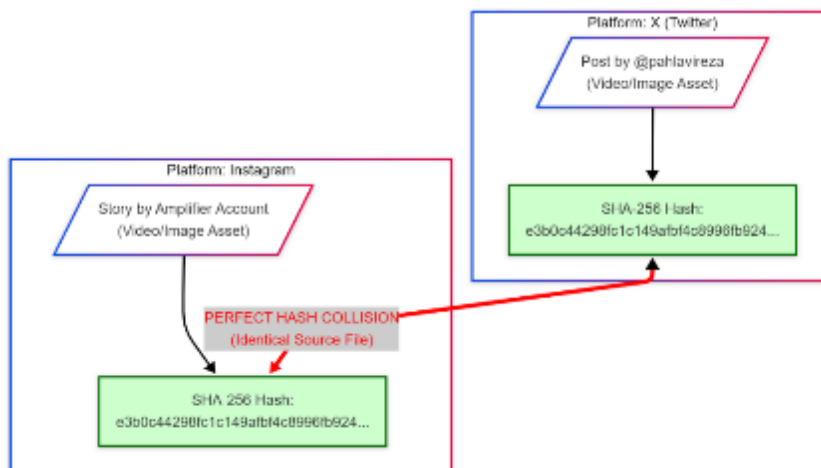 Platform: X (Twitter)
Post by @pahlavireza
(Video/Image Asset)
SHA-256 Hash:
e3b0c44298fc1c149afbf4c8996fb924...
Platform: Instagram
Story by Amplifier Account
(Video/Image Asset)
PERFECT HASH COLLISION
(Identical Source File)
SHA-256 Hash:
e3b0c44298fc1c149afbf4c8996fb924...